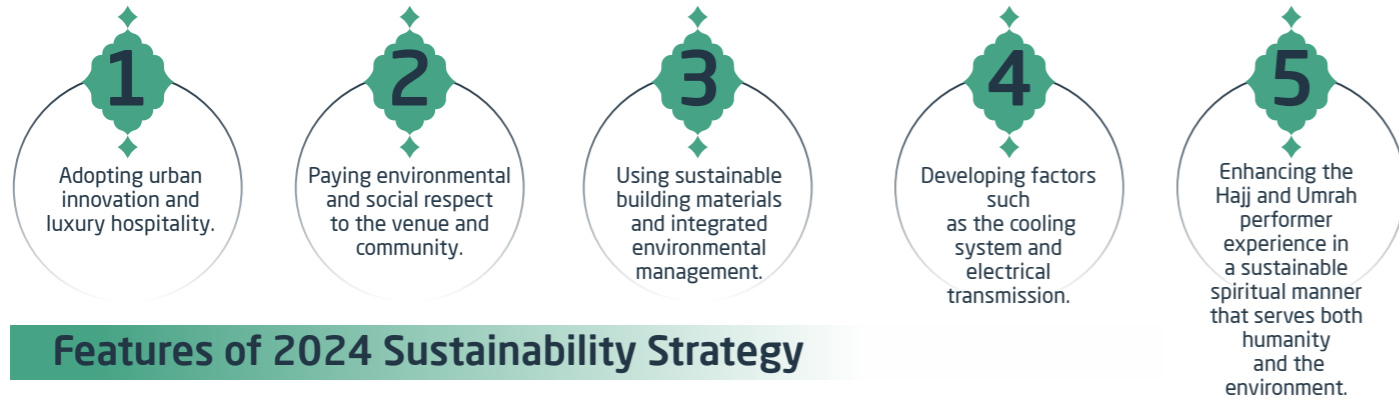 1
Adopting urban
innovation and
luxury hospitality.
2
Paying environmental
and social respect
to the venue and
community.
3
Using sustainable
building materials
and integrated
environmental
management.
4
Developing factors
such
as the cooling
system and
electrical
transmission.
5
Enhancing the
Hajj and Umrah
performer
experience in
a sustainable
spiritual manner
that serves both
humanity
and the
environment.
Features of 2024 Sustainability Strategy